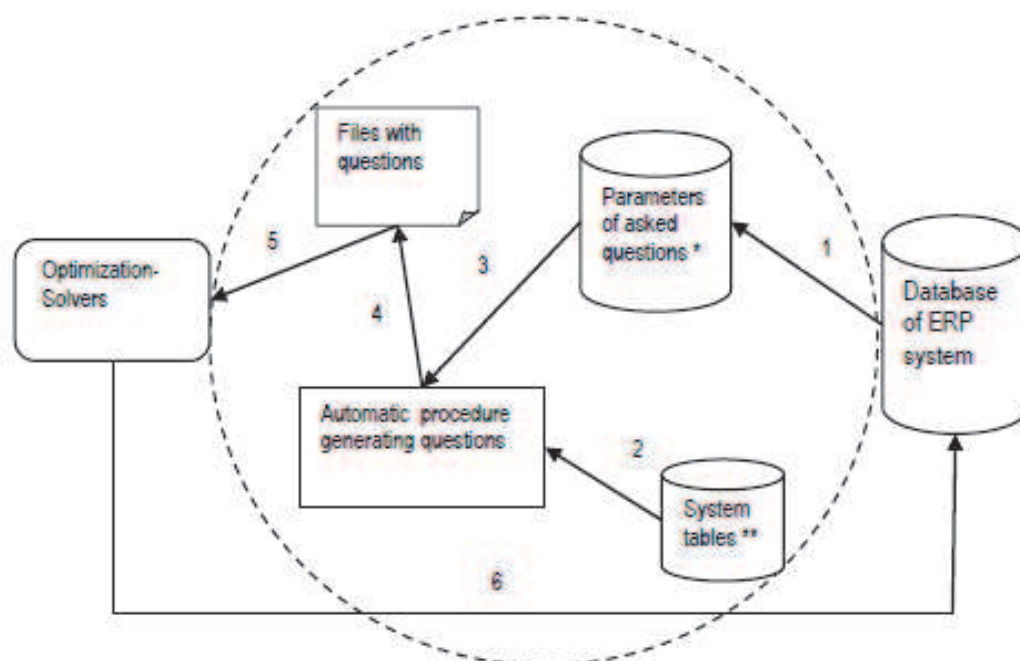 Files with
questions
Parameters
of asked
questions *
1
5
3
Optimization-
Solvers
Database
of ERP
system
4
Automatic procedure
generating questions
2
System
tables **
6